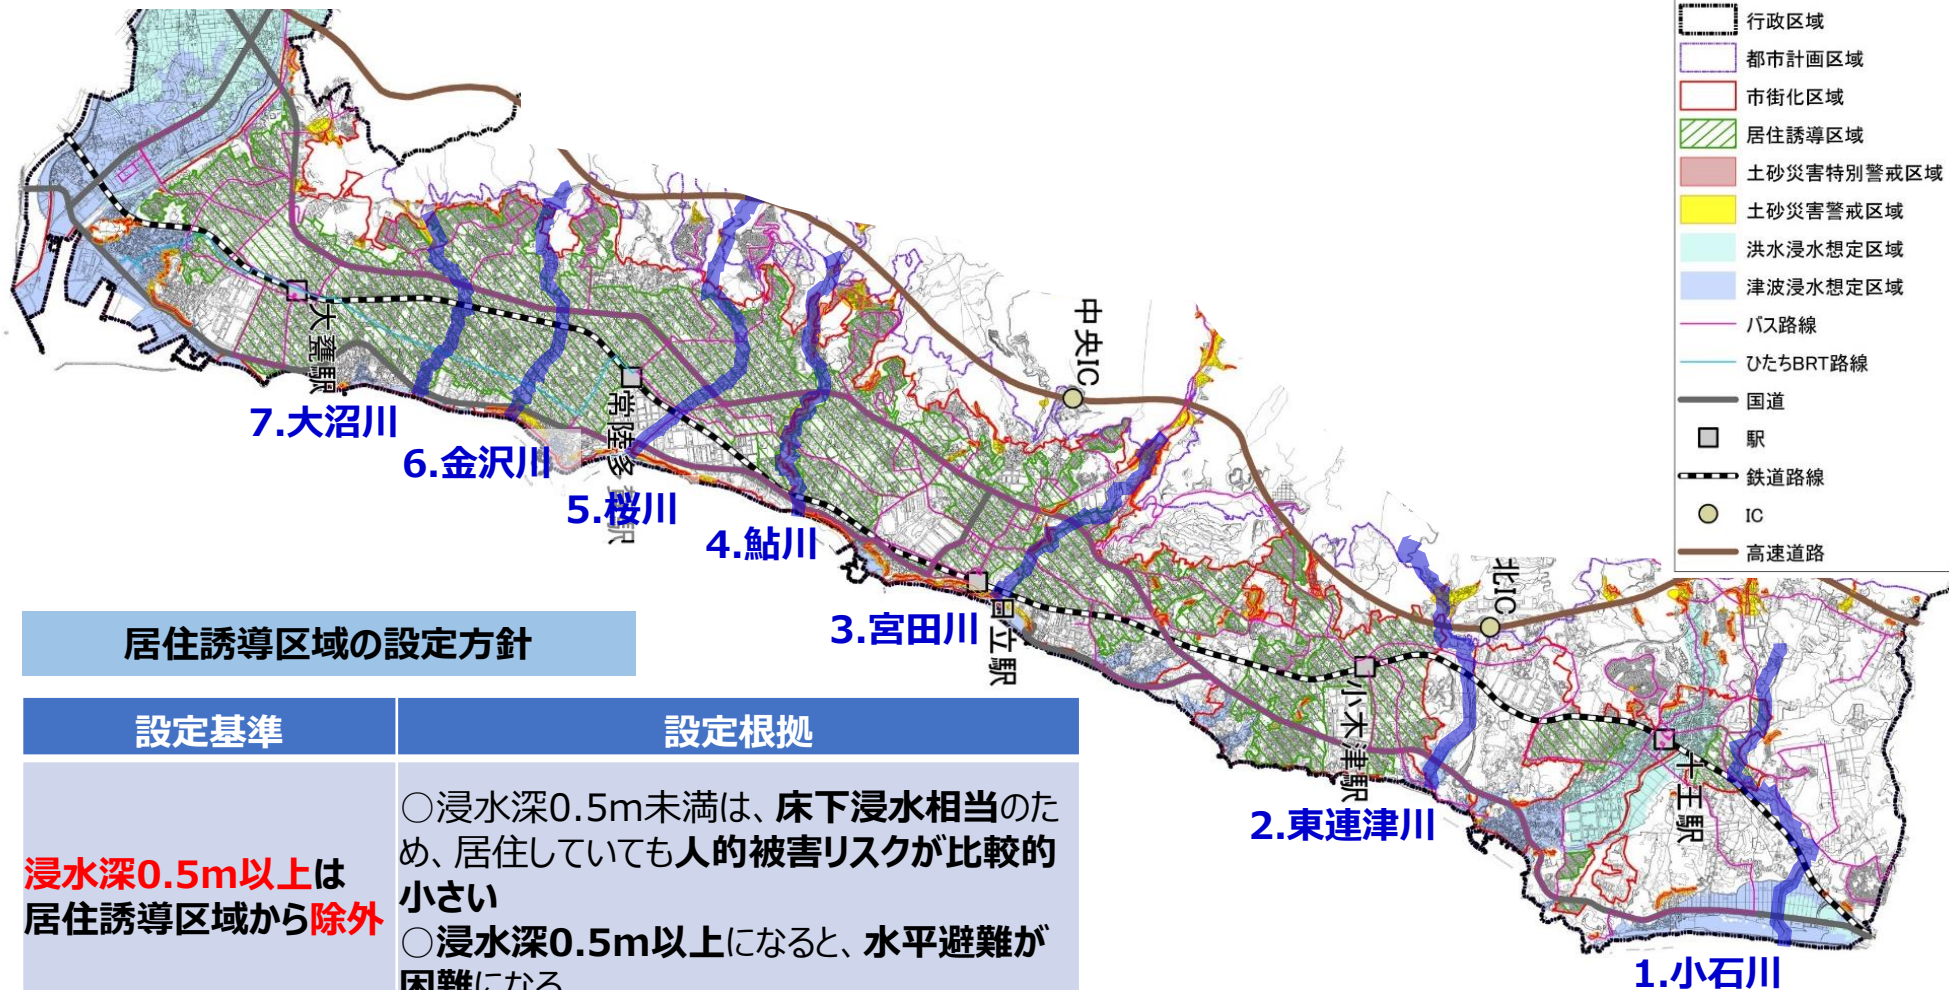 行政区域
都市計画区域
市街化区域
居住誘導区域
土砂災害特別警戒区域
土砂災害警戒区域
洪水浸水想定区域
津波浸水想定区域
バス路線
ひたちBRT路線
国道
駅
鉄道路線
IC
高速道路
中央IC
北IC
大甕駅
常陸多賀駅
日立駅
小木津駅
十王駅
7.大沼川
6.金沢川
5.桜川
4.鮎川
3.宮田川
2.東連津川
1.小石川
居住誘導区域の設定方針
設定基準
設定根拠
浸水深0.5m以上は
居住誘導区域から除外
○浸水深0.5m未満は、床下浸水相当のた
め、居住していても人的被害リスクが比較的
小さい
○浸水深0.5m以上になると、水平避難が
困難になる